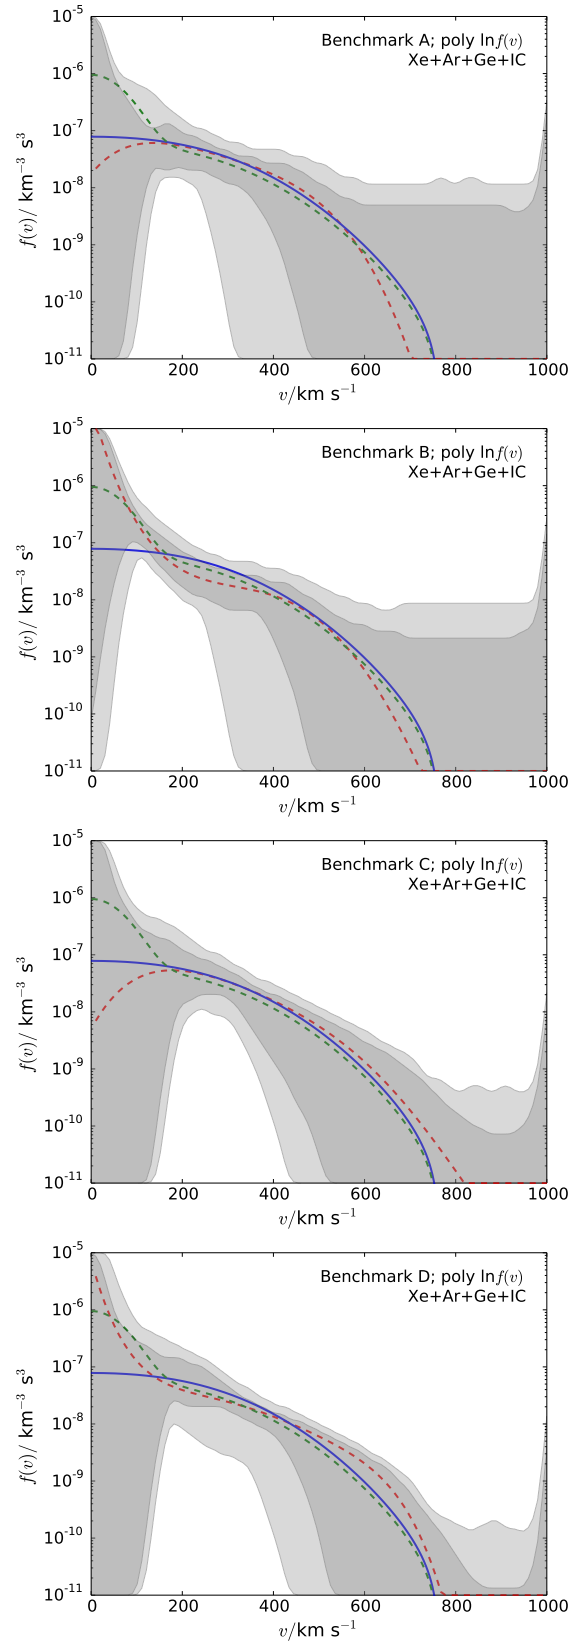 10^-5
10^-6
10^-7
10^-8
10^-9
10^-10
10^-11
f(v)/ km^−3 s^3
Benchmark A; poly ln f(v)
Xe+Ar+Ge+IC
0 200 400 600 800 1000
v/km s^−1
10^-5
10^-6
10^-7
10^-8
10^-9
10^-10
10^-11
f(v)/ km^−3 s^3
Benchmark B; poly ln f(v)
Xe+Ar+Ge+IC
0 200 400 600 800 1000
v/km s^−1
10^-5
10^-6
10^-7
10^-8
10^-9
10^-10
10^-11
f(v)/ km^−3 s^3
Benchmark C; poly ln f(v)
Xe+Ar+Ge+IC
0 200 400 600 800 1000
v/km s^−1
10^-5
10^-6
10^-7
10^-8
10^-9
10^-10
10^-11
f(v)/ km^−3 s^3
Benchmark D; poly ln f(v)
Xe+Ar+Ge+IC
0 200 400 600 800 1000
v/km s^−1